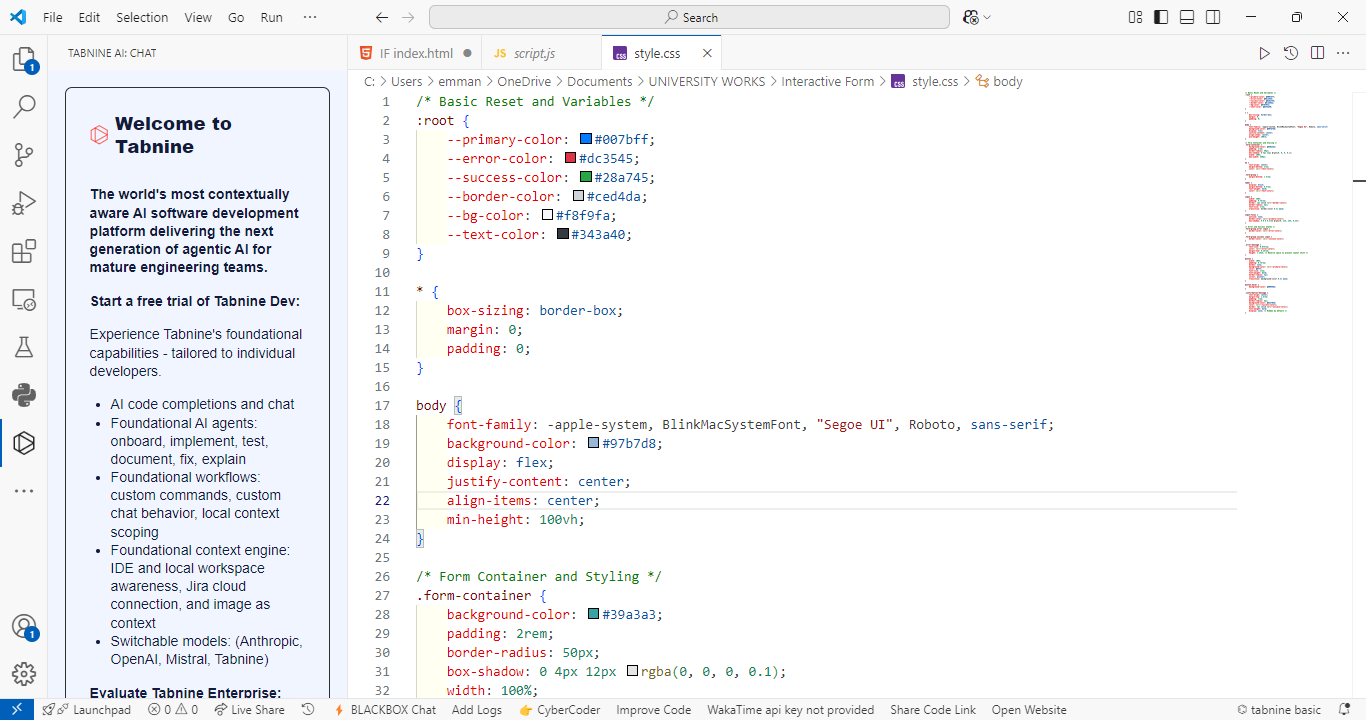 File Edit Selection View Go Run ···
Search
TABNINE AI: CHAT
IF index.html
JS script.js
css style.css
C: > Users > emman > OneDrive > Documents > UNIVERSITY WORKS > Interactive Form > css style.css > body
1
Welcome to
Tabnine
The world's most contextually
aware AI software development
platform delivering the next
generation of agentic AI for
mature engineering teams.
Start a free trial of Tabnine Dev:
Experience Tabnine's foundational
capabilities - tailored to individual
developers.
• AI code completions and chat
• Foundational AI agents:
onboard, implement, test,
document, fix, explain
• Foundational workflows:
custom commands, custom
chat behavior, local context
scoping
• Foundational context engine:
IDE and local workspace
awareness, Jira cloud
connection, and image as
context
• Switchable models: (Anthropic,
OpenAI, Mistral, Tabnine)
Evaluate Tabnine Enterprise:
1
1 /* Basic Reset and Variables */
2 :root {
3 --primary-color: #007bff;
4 --error-color: #dc3545;
5 --success-color: #28a745;
6 --border-color: #ced4da;
7 --bg-color: #f8f9fa;
8 --text-color: #343a40;
9 }
10
11 * {
12 box-sizing: border-box;
13 margin: 0;
14 padding: 0;
15 }
16
17 body {
18 font-family: -apple-system, BlinkMacSystemFont, "Segoe UI", Roboto, sans-serif;
19 background-color: #97b7d8;
20 display: flex;
21 justify-content: center;
22 align-items: center;
23 min-height: 100vh;
24 }
25
26 /* Form Container and Styling */
27 .form-container {
28 background-color: #39a3a3;
29 padding: 2rem;
30 border-radius: 50px;
31 box-shadow: 0 4px 12px rgba(0, 0, 0, 0.1);
32 width: 100%;
Launchpad 0 0 Live Share BLACKBOX Chat Add Logs CyberCoder Improve Code WakaTime api key not provided Share Code Link Open Website tabnine basic